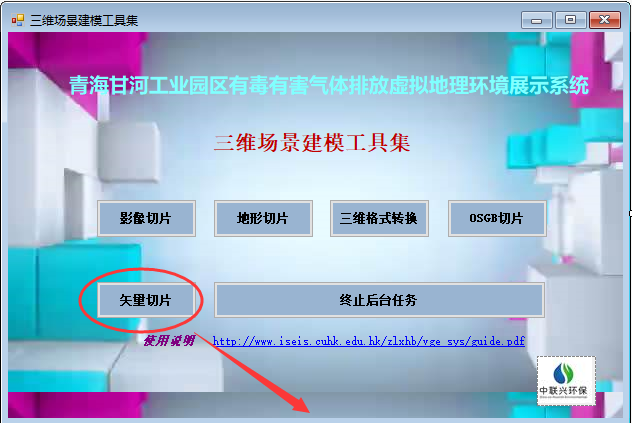 三维场景建模工具集
青海甘河工业园区有毒有害气体排放虚拟地理环境展示系统
三维场景建模工具集
影像切片
地形切片
三维格式转换
OSGB切片
矢量切片
终止后台任务
使用说明
http://www.iseis.cuhk.edu.hk/zlxhb/vge_sys/guide.pdf
中联兴环保